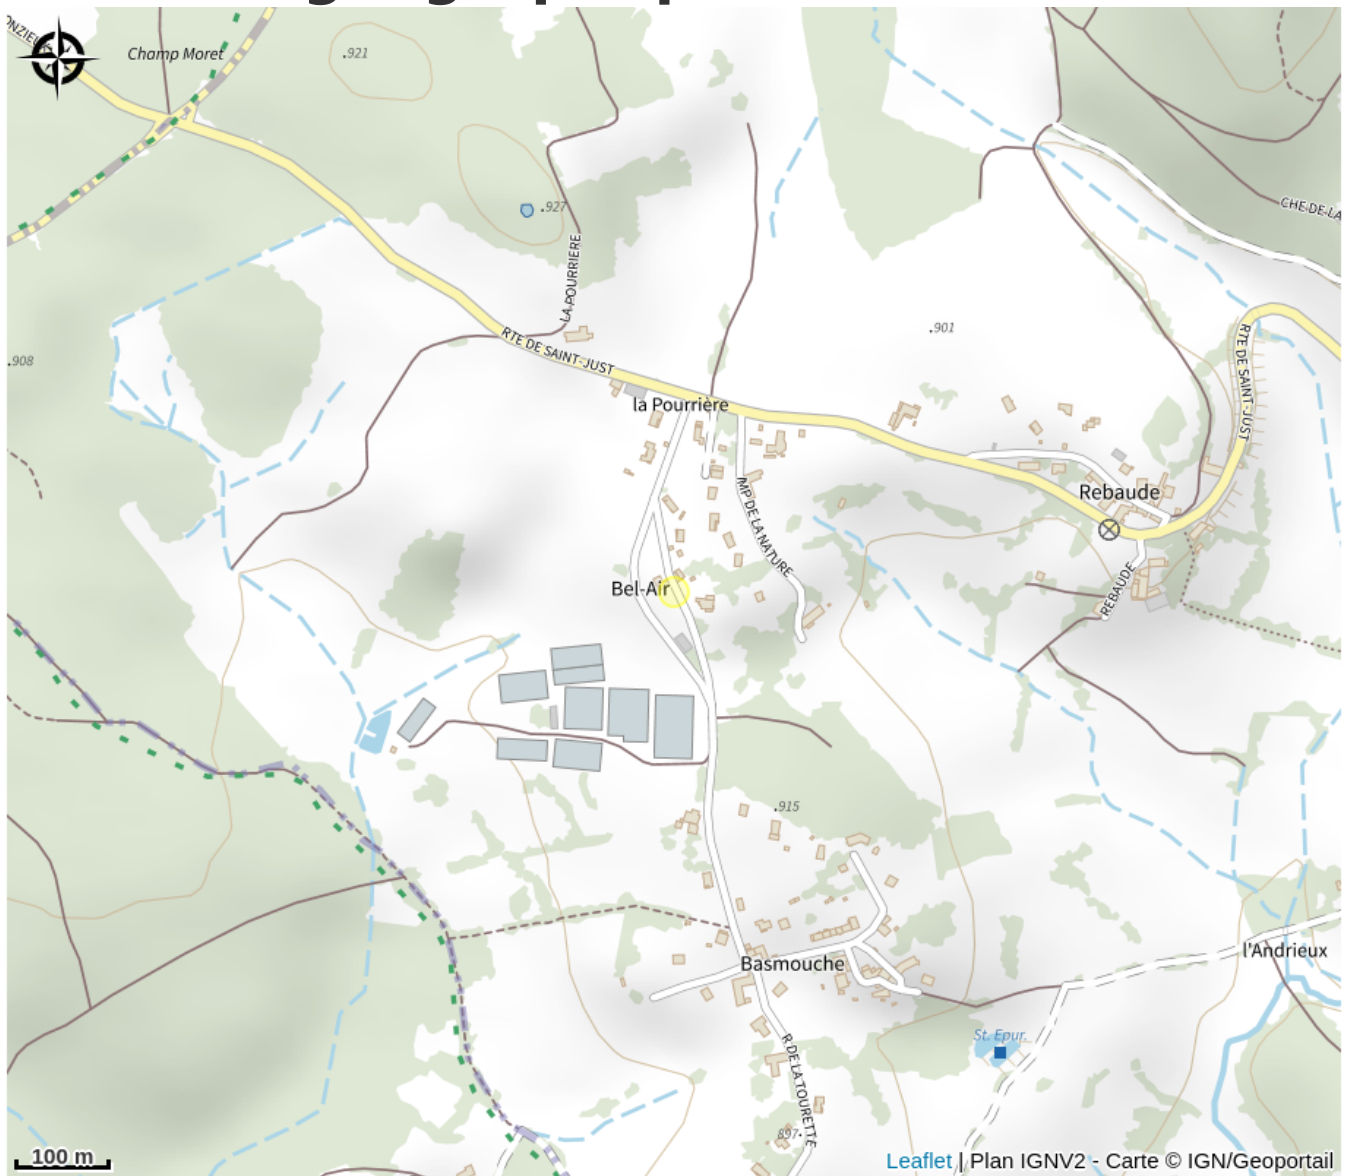 Champ Moret
.921
.927
LA POURRIERE
CHE DE LA
.901
.908
RTE DE SAINT-JUST
RTE DE SAINT-JUST
la Pourrière
Rebaude
IMP DE LA NATURE
Bel-Air
REBAUDE
.915
Basmouche
l'Andrieux
St. Epur.
R DE LA TOURETTE
897.
100 m
Leaflet | Plan IGNV2 - Carte © IGN/Geoportail